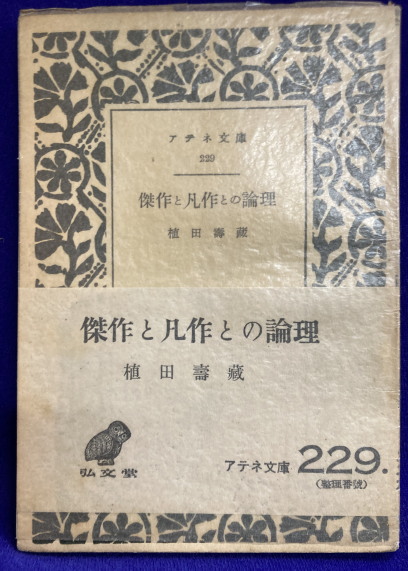 アテネ文庫
229
傑作と凡作との論理
植田壽藏
傑作と凡作との論理
植田壽藏
弘文堂
アテネ文庫 229.
(整理番號)